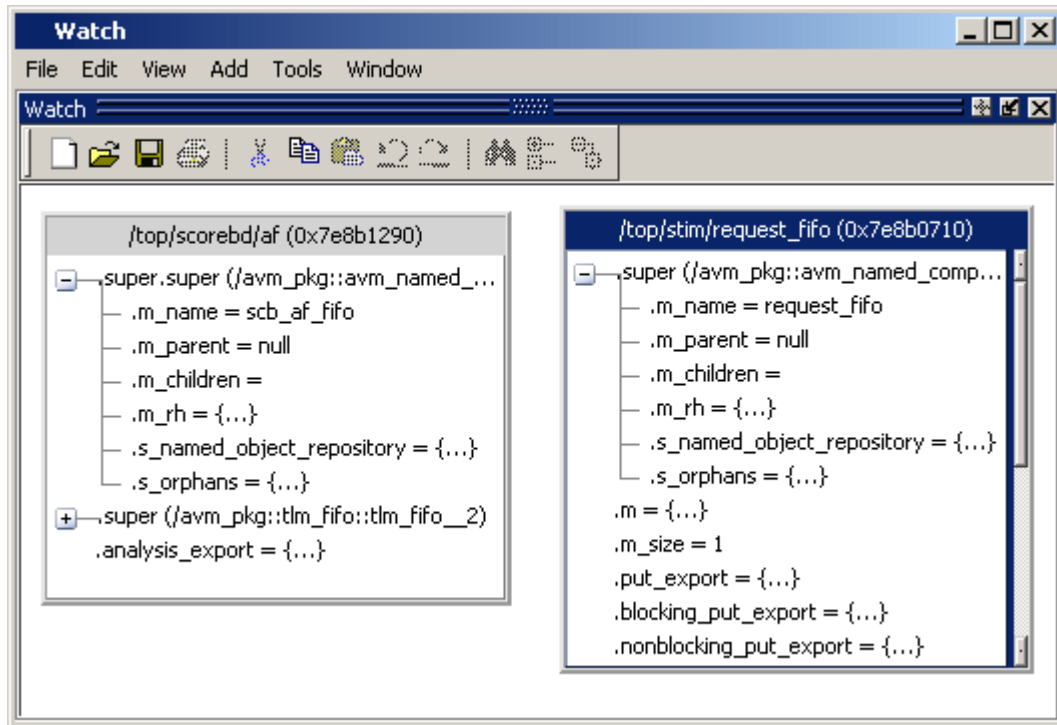 Watch
File Edit View Add Tools Window
Watch
/top/scorebd/af (0x7e8b1290)
.super.super (/avm_pkg::avm_named_...
.m_name = scb_af_fifo
.m_parent = null
.m_children =
.m_rh = {...}
.s_named_object_repository = {...}
.s_orphans = {...}
.super (/avm_pkg::tlm_fifo::tlm_fifo__2)
.analysis_export = {...}
/top/stim/request_fifo (0x7e8b0710)
.super (/avm_pkg::avm_named_comp...
.m_name = request_fifo
.m_parent = null
.m_children =
.m_rh = {...}
.s_named_object_repository = {...}
.s_orphans = {...}
.m = {...}
.m_size = 1
.put_export = {...}
.blocking_put_export = {...}
.nonblocking_put_export = {...}